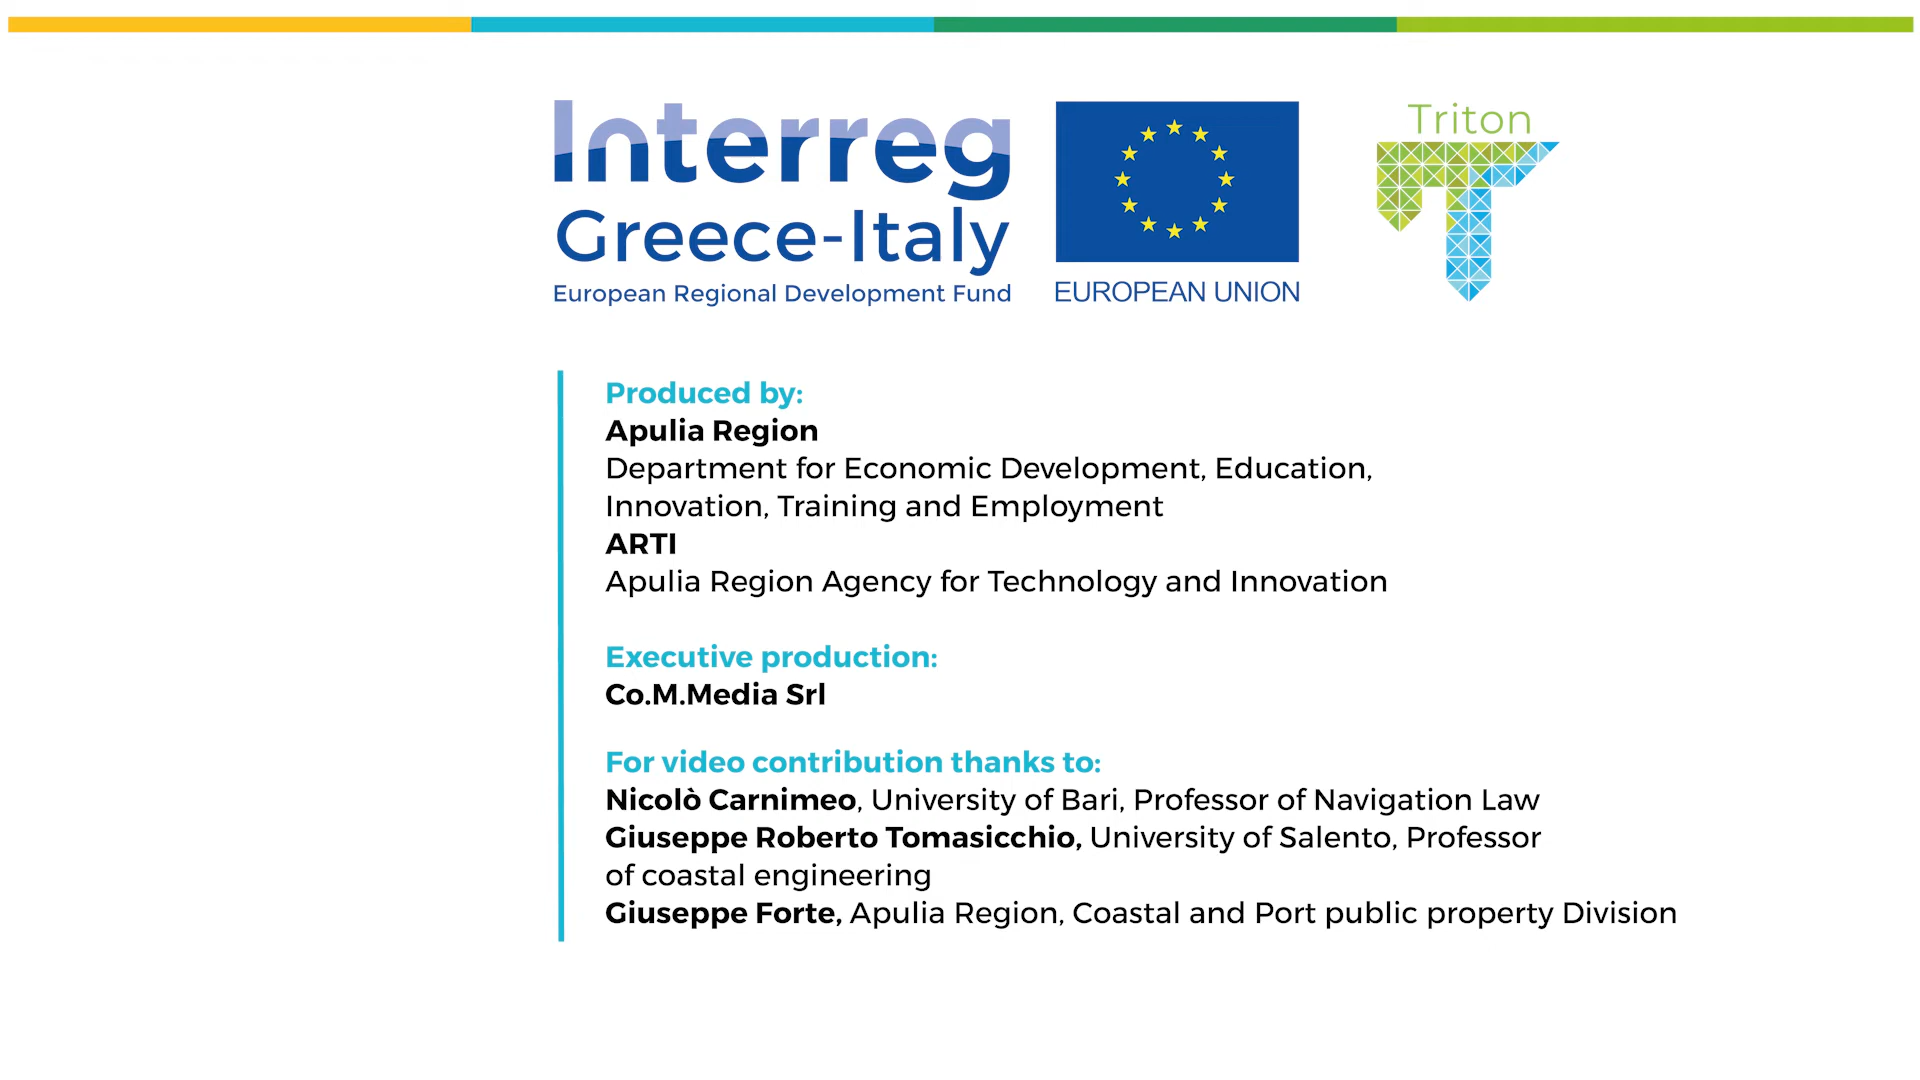 Interreg
Greece-Italy
European Regional Development Fund
EUROPEAN UNION
Triton
Produced by:
Apulia Region
Department for Economic Development, Education,
Innovation, Training and Employment
ARTI
Apulia Region Agency for Technology and Innovation
Executive production:
Co.M.Media Srl
For video contribution thanks to:
Nicolò Carnimeo, University of Bari, Professor of Navigation Law
Giuseppe Roberto Tomasicchio, University of Salento, Professor
of coastal engineering
Giuseppe Forte, Apulia Region, Coastal and Port public property Division